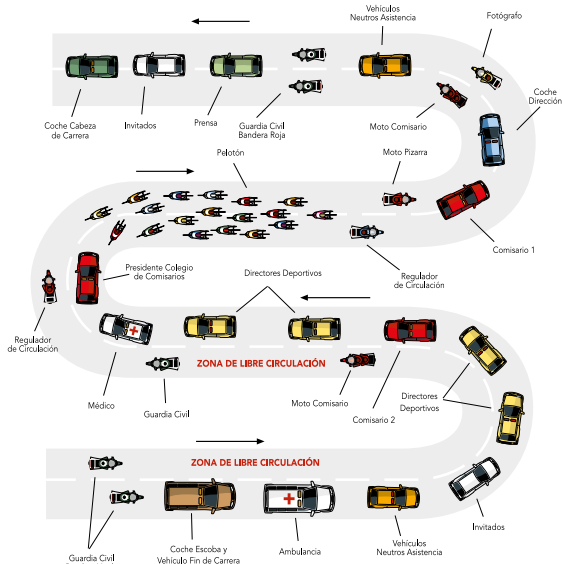 Vehículos
Neutros Asistencia
Fotógrafo
Coche
Dirección
Coche Cabeza
de Carrera
Invitados
Prensa
Guardia Civil
Bandera Roja
Moto Comisario
Pelotón
Moto Pizarra
Comisario 1
Presidente Colegio
de Comisarios
Directores Deportivos
Regulador
de Circulación
Regulador
de Circulación
ZONA DE LIBRE CIRCULACIÓN
Médico
Guardia Civil
Moto Comisario
Comisario 2
Directores
Deportivos
ZONA DE LIBRE CIRCULACIÓN
Invitados
Guardia Civil
Coche Escoba y
Vehículo Fin de Carrera
Ambulancia
Vehículos
Neutros Asistencia